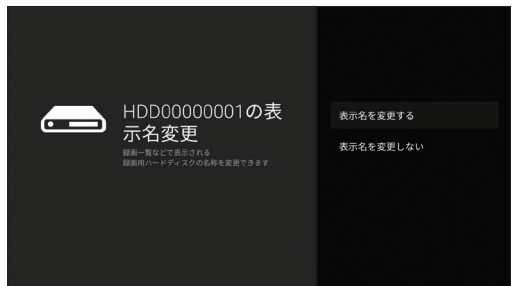 HDD00000001の表
示名変更
録画一覧などで表示される
録画用ハードディスクの名称を変更できます
表示名を変更する
表示名を変更しない